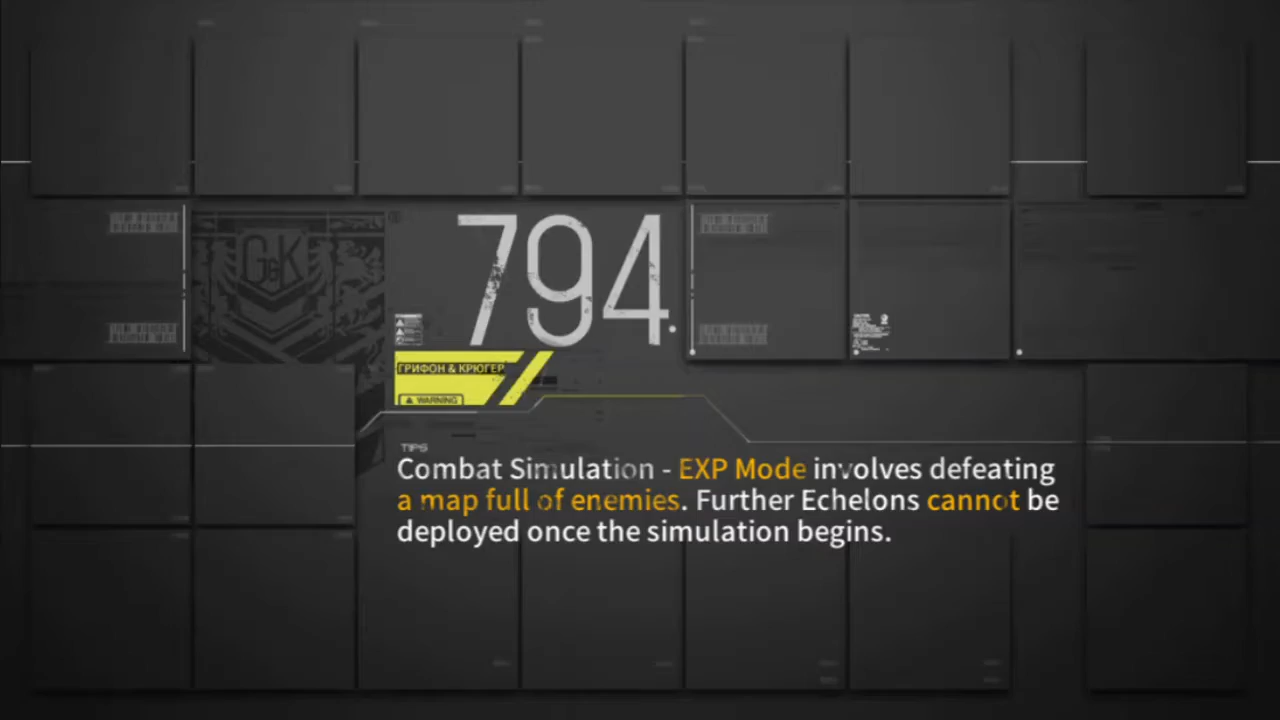 G&K
794.
ГРИФОН & КРЮГЕР
WARNING
TIPS
Combat Simulation - EXP Mode involves defeating
a map full of enemies. Further Echelons cannot be
deployed once the simulation begins.